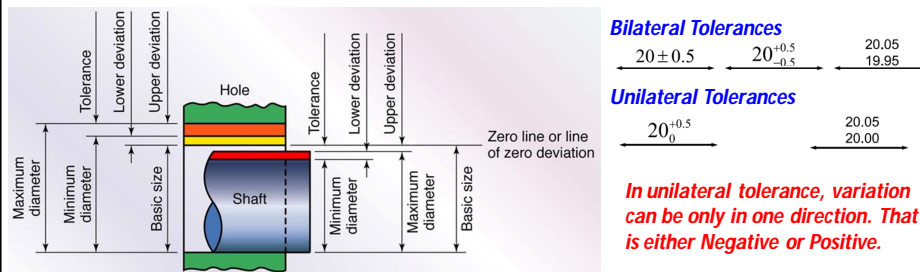 Tolerance
Lower deviation
Upper deviation
Hole
Tolerance
Lower deviation
Upper deviation
Zero line or line
of zero deviation
Maximum
diameter
Minimum
diameter
Basic size
Shaft
Minimum
diameter
Maximum
diameter
Basic size
Bilateral Tolerances
20 ± 0.5
20 +0.5 −0.5
20.05
19.95
Unilateral Tolerances
20 +0.5 0
20.05
20.00
In unilateral tolerance, variation
can be only in one direction. That
is either Negative or Positive.